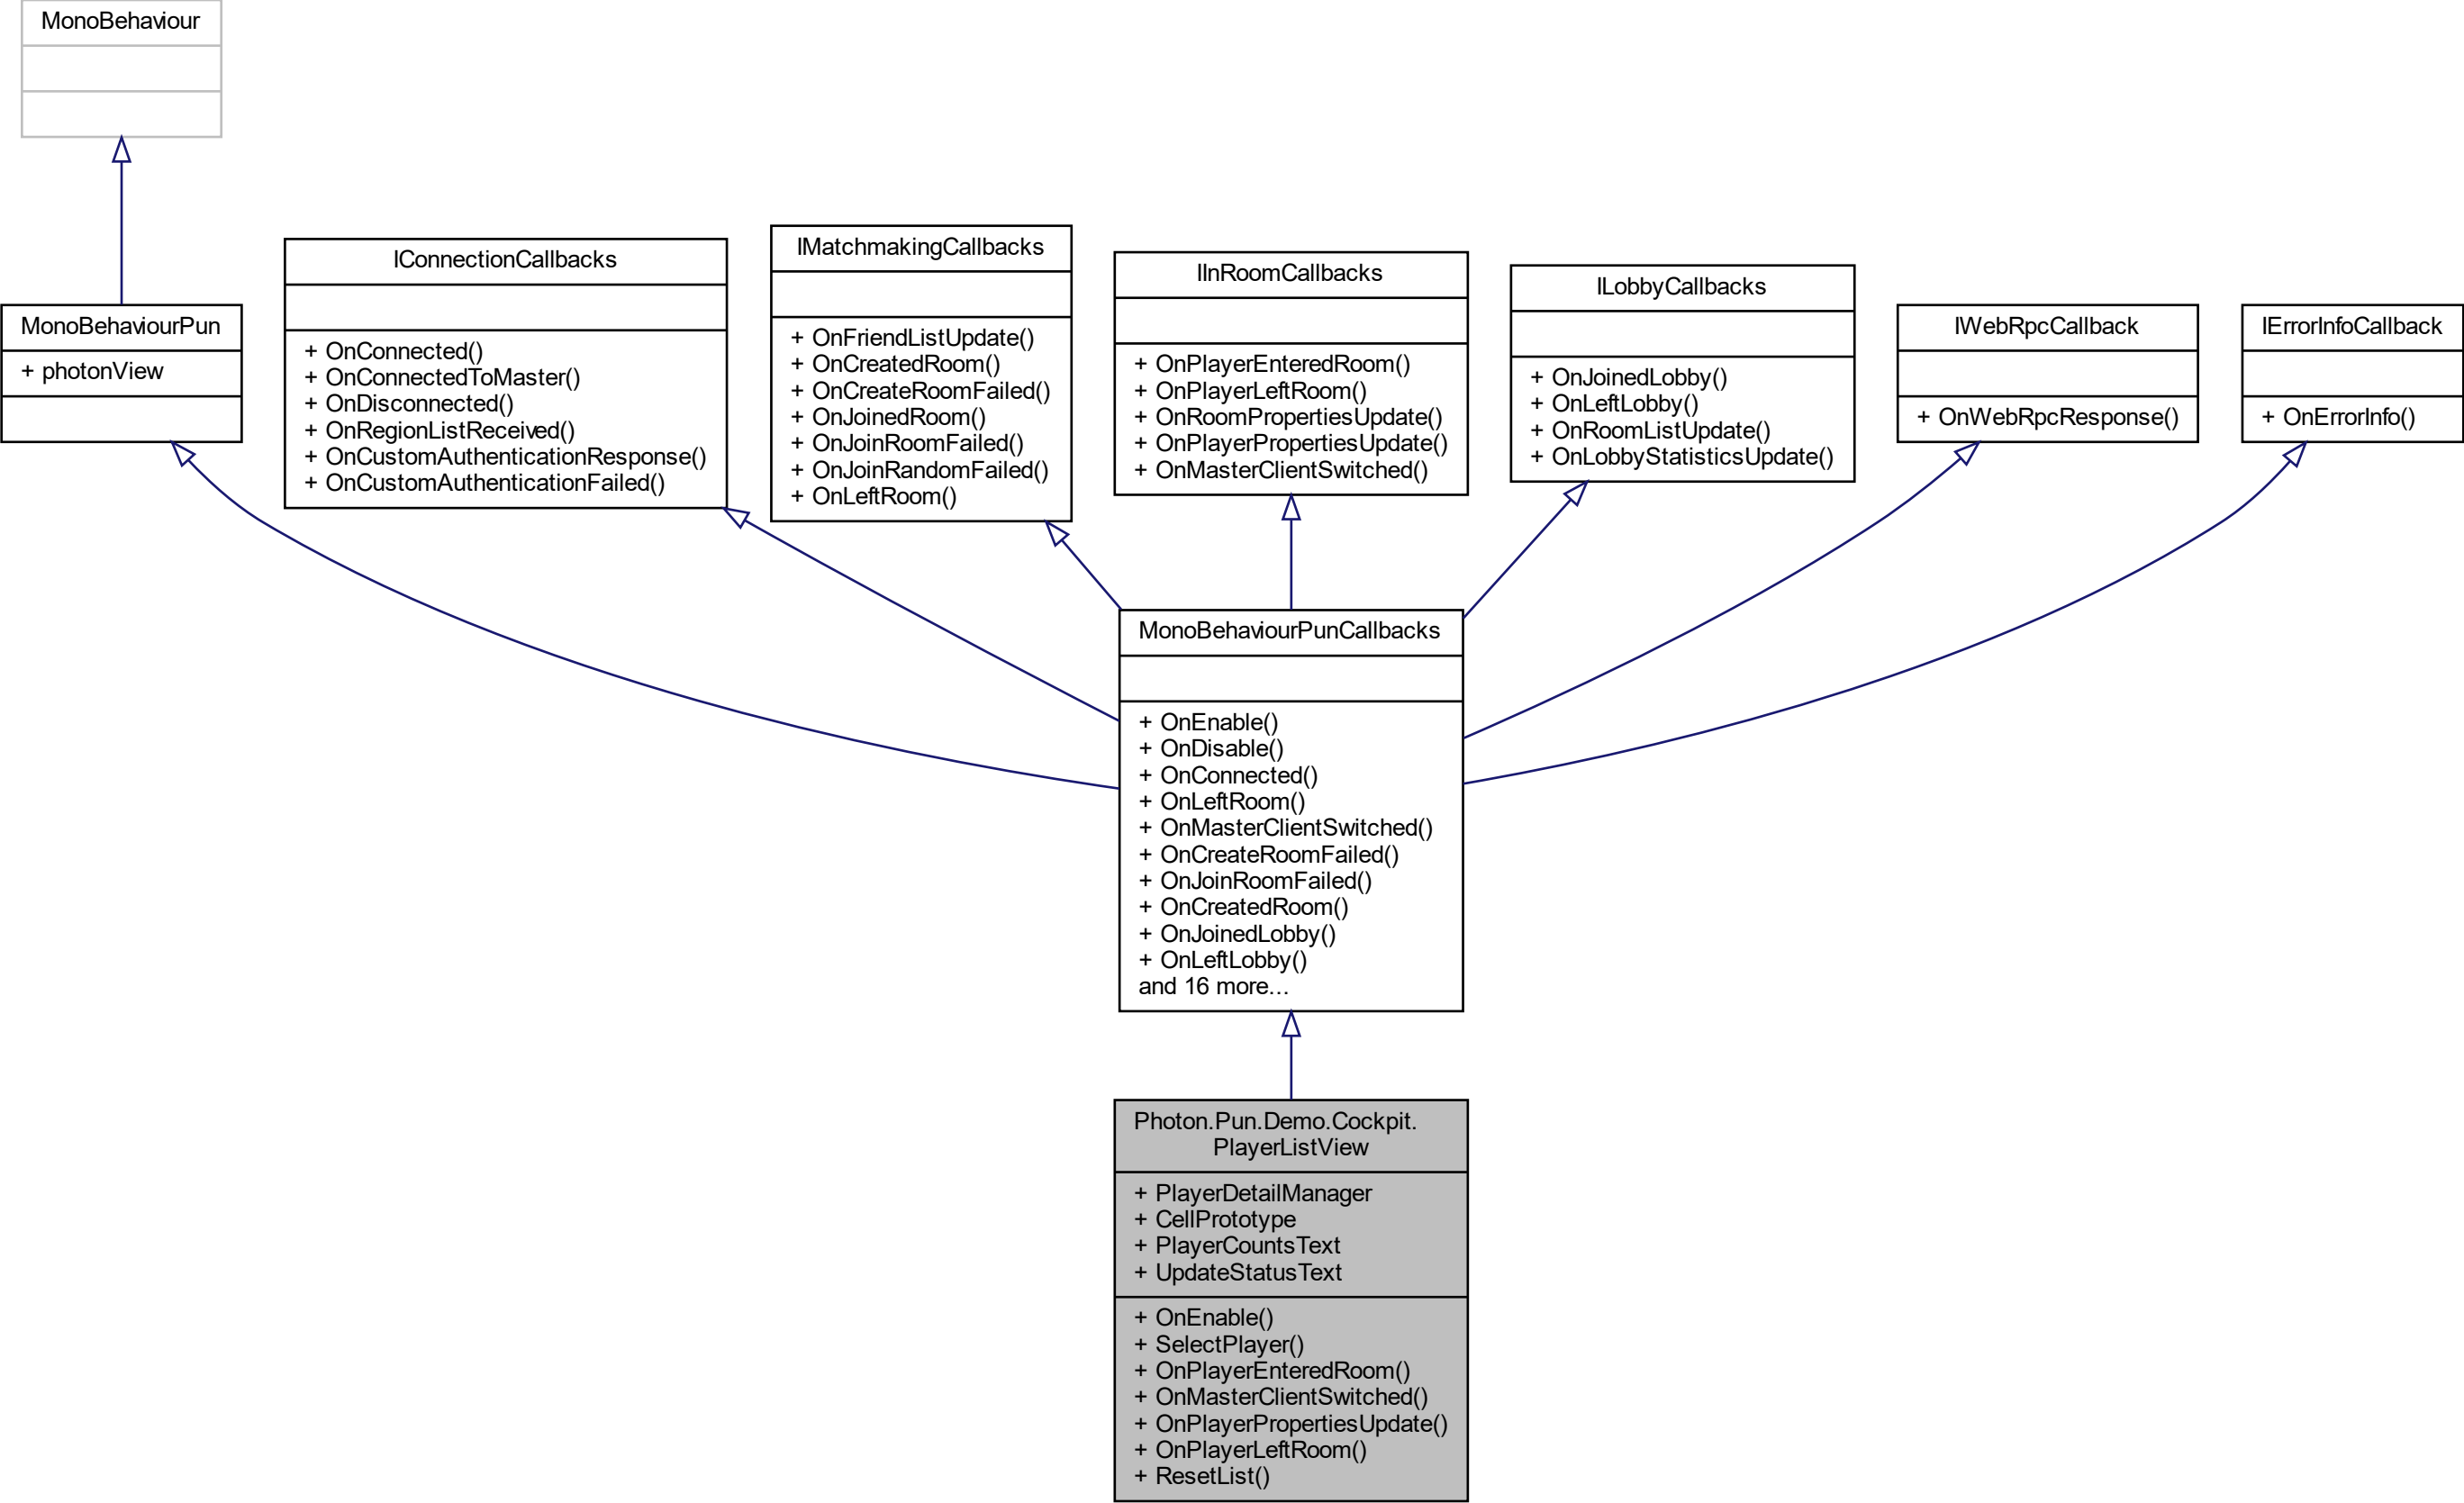 MonoBehaviour
MonoBehaviourPun
+ photonView
IConnectionCallbacks
+ OnConnected()
+ OnConnectedToMaster()
+ OnDisconnected()
+ OnRegionListReceived()
+ OnCustomAuthenticationResponse()
+ OnCustomAuthenticationFailed()
IMatchmakingCallbacks
+ OnFriendListUpdate()
+ OnCreatedRoom()
+ OnCreateRoomFailed()
+ OnJoinedRoom()
+ OnJoinRoomFailed()
+ OnJoinRandomFailed()
+ OnLeftRoom()
IInRoomCallbacks
+ OnPlayerEnteredRoom()
+ OnPlayerLeftRoom()
+ OnRoomPropertiesUpdate()
+ OnPlayerPropertiesUpdate()
+ OnMasterClientSwitched()
ILobbyCallbacks
+ OnJoinedLobby()
+ OnLeftLobby()
+ OnRoomListUpdate()
+ OnLobbyStatisticsUpdate()
IWebRpcCallback
+ OnWebRpcResponse()
IErrorInfoCallback
+ OnErrorInfo()
MonoBehaviourPunCallbacks
+ OnEnable()
+ OnDisable()
+ OnConnected()
+ OnLeftRoom()
+ OnMasterClientSwitched()
+ OnCreateRoomFailed()
+ OnJoinRoomFailed()
+ OnCreatedRoom()
+ OnJoinedLobby()
+ OnLeftLobby()
and 16 more...
Photon.Pun.Demo.Cockpit.
PlayerListView
+ PlayerDetailManager
+ CellPrototype
+ PlayerCountsText
+ UpdateStatusText
+ OnEnable()
+ SelectPlayer()
+ OnPlayerEnteredRoom()
+ OnMasterClientSwitched()
+ OnPlayerPropertiesUpdate()
+ OnPlayerLeftRoom()
+ ResetList()